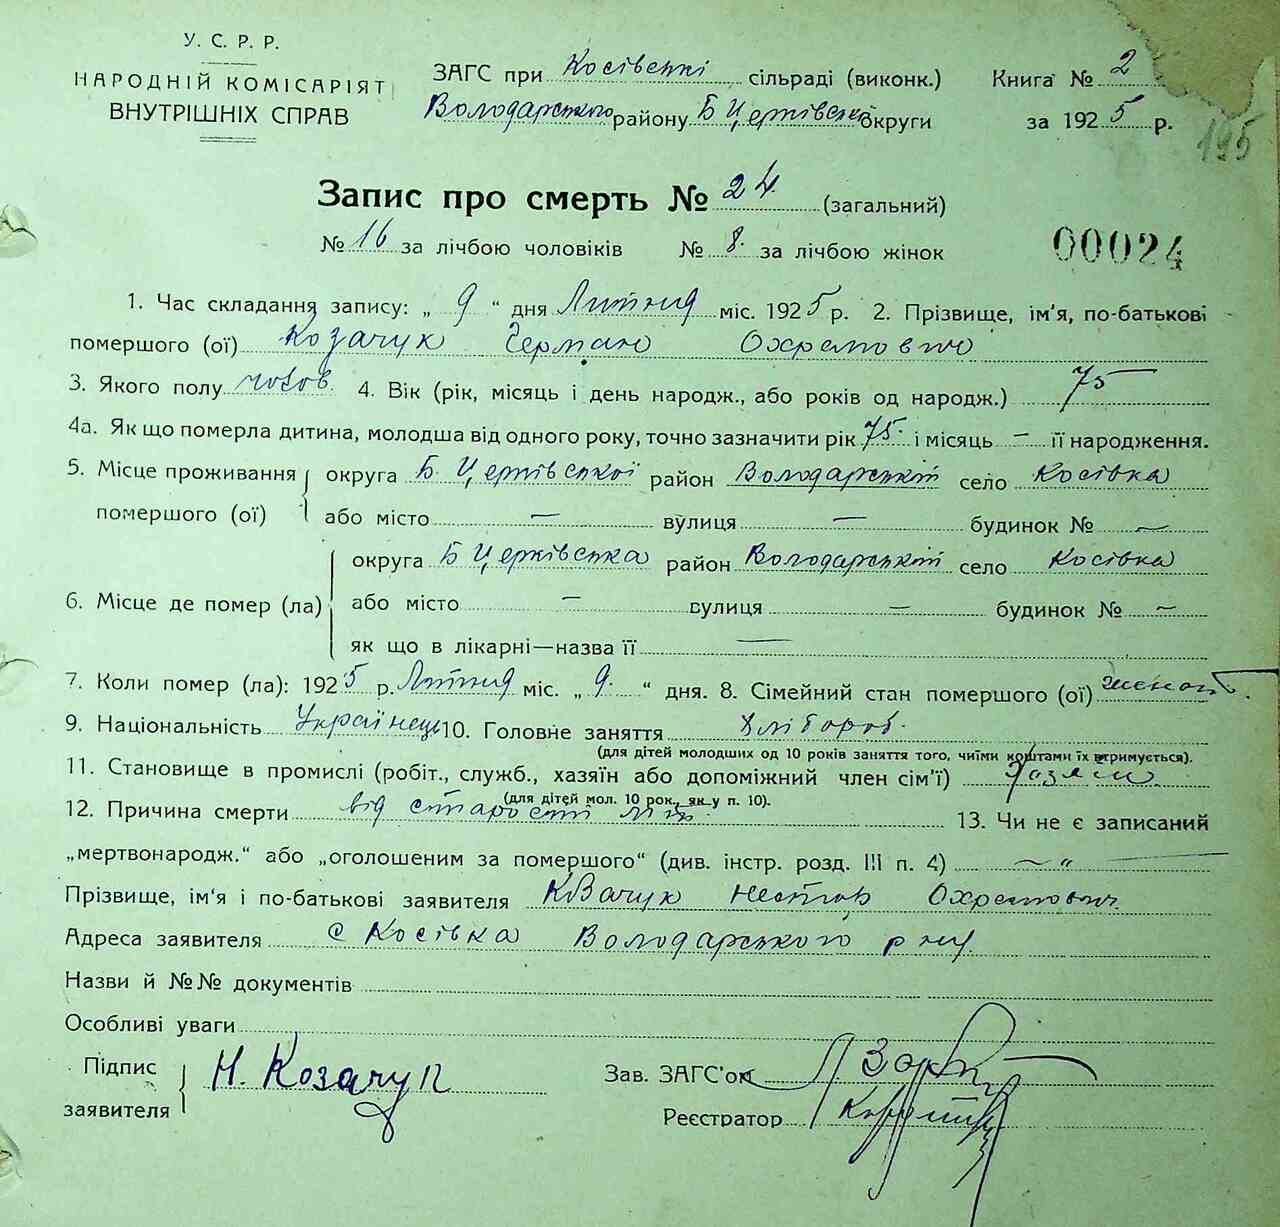 У. С. Р. Р.
НАРОДНІЙ КОМІСАРІЯТ
ВНУТРІШНІХ СПРАВ
ЗАГС при Косівські сільраді (виконк.)
Володарського району Б Церківської округи
Книга № 2
за 1925 р.
195
Запис про смерть № 24. (загальний)
№ 16 за лічбою чоловіків № 8. за лічбою жінок
00024
1. Час складання запису: „ 9 “ дня Лютня міс. 1925 р. 2. Прізвище, ім'я, по-батькові
помершого (ої) Козачук Герман Охремович
3. Якого полу чолов. 4. Вік (рік, місяць і день народж., або років од народж.) 75
4а. Як що померла дитина, молодша від одного року, точно зазначити рік 75. і місяць — її народження.
5. Місце проживання помершого (ої) округа Б Церківської район Володарський село Косівка
або місто — вулиця — будинок № —
6. Місце де помер (ла) округа Б Церківська район Володарський село Косівка
або місто — вулиця — будинок № —
як що в лікарні—назва її —
7. Коли помер (ла): 1925 р. Лютня міс. „ 9. “ дня. 8. Сімейний стан помершого (ої) женат.
9. Національність Українець 10. Головне заняття хлібороб.
(для дітей молодших од 10 років заняття того, чиїми коштами їх втримується).
11. Становище в промислі (робіт., служб., хазяїн або допоміжний член сім'ї) Хазяїн
(для дітей мол. 10 рок., як у п. 10).
12. Причина смерти від старості літ. 13. Чи не є записаний
„мертвонародж.“ або „оголошеним за помершого“ (див. інстр. розд. III п. 4) — „ —
Прізвище, ім'я і по-батькові заявителя Козачук Нестор Охремович
Адреса заявителя с Косівка Володарського р ну
Назви й №№ документів
Особливі уваги
Підпис заявителя Н. Козачук
Зав. ЗАГС'ом
Реєстратор